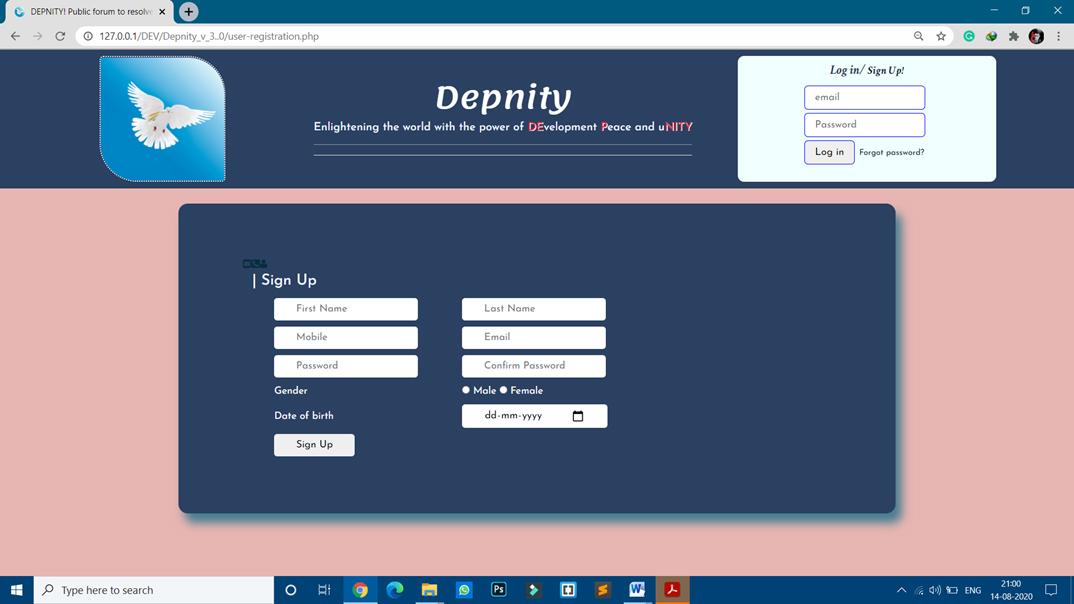 DEPNITY! Public forum to resolve
127.0.0.1/DEV/Depnity_v_3..0/user-registration.php
Depnity
Enlightening the world with the power of DEvelopment Peace and uNITY
Log in/ Sign Up!
email
Password
Log in Forgot password?
| Sign Up
First Name Last Name
Mobile Email
Password Confirm Password
Gender Male Female
Date of birth dd-mm-yyyy
Sign Up
Type here to search
Ps
W
ENG
21:00
14-08-2020